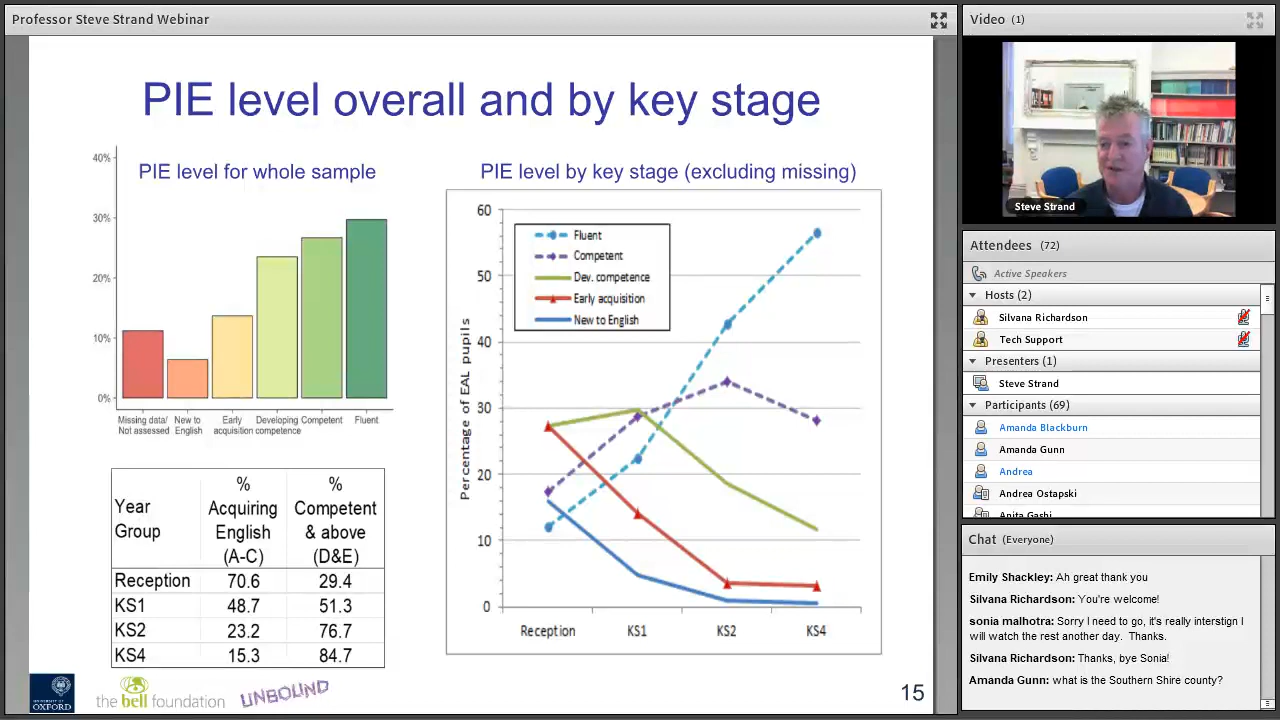 Professor Steve Strand Webinar
PIE level overall and by key stage
PIE level for whole sample
40%
30%
20%
10%
0%
Missing data/ Not assessed
New to English
Early acquisition
Developing competence
Competent
Fluent
Year Group
% Acquiring English (A-C)
% Competent & above (D&E)
Reception 70.6 29.4
KS1 48.7 51.3
KS2 23.2 76.7
KS4 15.3 84.7
PIE level by key stage (excluding missing)
Percentage of EAL pupils
60
50
40
30
20
10
0
Fluent
Competent
Dev. competence
Early acquisition
New to English
Reception KS1 KS2 KS4
UNIVERSITY OF OXFORD
the bell foundation
UNBOUND
15
Video (1)
Steve Strand
Attendees (72)
Active Speakers
Hosts (2)
Silvana Richardson
Tech Support
Presenters (1)
Steve Strand
Participants (69)
Amanda Blackburn
Amanda Gunn
Andrea
Andrea Ostapski
Anita Gashi
Chat (Everyone)
Emily Shackley: Ah great thank you
Silvana Richardson: You're welcome!
sonia malhotra: Sorry I need to go, it's really interstign I
will watch the rest another day. Thanks.
Silvana Richardson: Thanks, bye Sonia!
Amanda Gunn: what is the Southern Shire county?